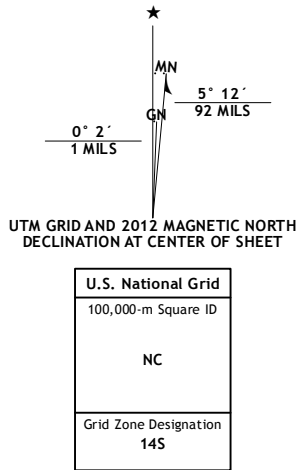 MN
GN
5° 12´
92 MILS
0° 2´
1 MILS
UTM GRID AND 2012 MAGNETIC NORTH
DECLINATION AT CENTER OF SHEET
U.S. National Grid
100,000-m Square ID
NC
Grid Zone Designation
14S